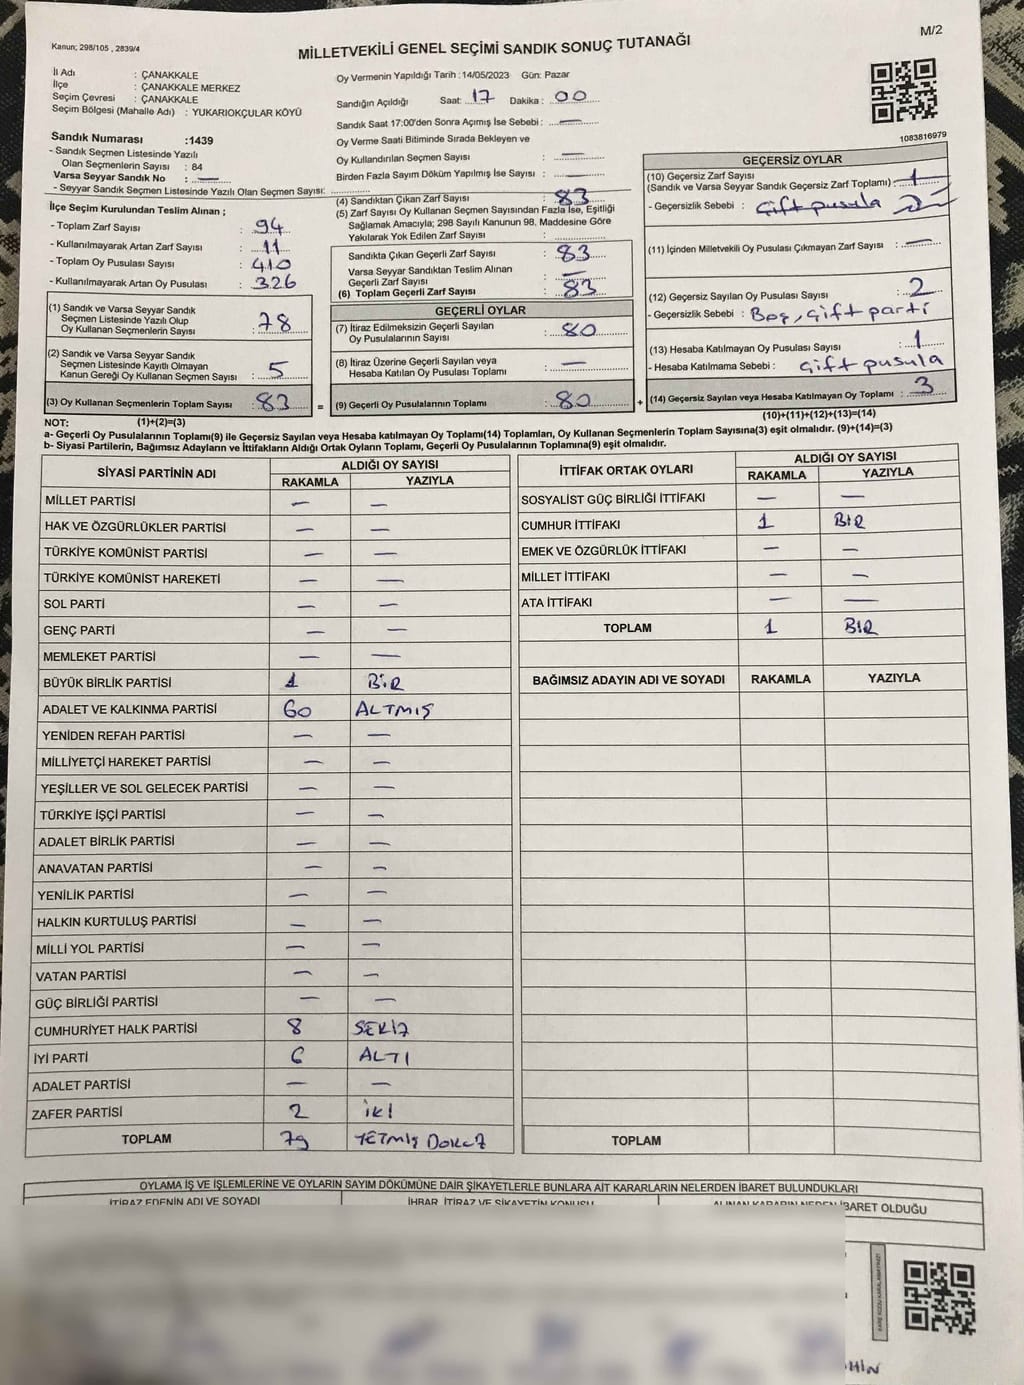 Kanun; 298/105 , 2839/4
MİLLETVEKİLİ GENEL SEÇİMİ SANDIK SONUÇ TUTANAĞI
M/2
İl Adı : ÇANAKKALE
İlçe : ÇANAKKALE MERKEZ
Seçim Çevresi : ÇANAKKALE
Seçim Bölgesi (Mahalle Adı) : YUKARIOKÇULAR KÖYÜ
Sandık Numarası :1439
- Sandık Seçmen Listesinde Yazılı
Olan Seçmenlerin Sayısı : 84
Varsa Seyyar Sandık No : —
- Seyyar Sandık Seçmen Listesinde Yazılı Olan Seçmen Sayısı: ..............
Oy Vermenin Yapıldığı Tarih : 14/05/2023 Gün: Pazar
Sandığın Açıldığı Saat: 17 Dakika : 00
Sandık Saat 17:00'den Sonra Açımış İse Sebebi : —
Oy Verme Saati Bitiminde Sırada Bekleyen ve
Oy Kullandırılan Seçmen Sayısı : —
Birden Fazla Sayım Döküm Yapılmış İse Sayısı : —
1083816979
İlçe Seçim Kurulundan Teslim Alınan ;
- Toplam Zarf Sayısı : 94
- Kullanılmayarak Artan Zarf Sayısı : 11
- Toplam Oy Pusulası Sayısı : 410
- Kullanılmayarak Artan Oy Pusulası : 326
(4) Sandıktan Çıkan Zarf Sayısı : 83
(5) Zarf Sayısı Oy Kullanan Seçmen Sayısından Fazla İse, Eşitliği
Sağlamak Amacıyla; 298 Sayılı Kanunun 98. Maddesine Göre
Yakılarak Yok Edilen Zarf Sayısı : ..............
Sandıkta Çıkan Geçerli Zarf Sayısı : 83
Varsa Seyyar Sandıktan Teslim Alınan
Geçerli Zarf Sayısı : —
(6) Toplam Geçerli Zarf Sayısı : 83
GEÇERSİZ OYLAR
(10) Geçersiz Zarf Sayısı
(Sandık ve Varsa Seyyar Sandık Geçersiz Zarf Toplamı) : 1
- Geçersizlik Sebebi : Çift pusula
(11) İçinden Milletvekili Oy Pusulası Çıkmayan Zarf Sayısı : —
(12) Geçersiz Sayılan Oy Pusulası Sayısı : 2
- Geçersizlik Sebebi : Boş, Çift parti
(13) Hesaba Katılmayan Oy Pusulası Sayısı : 1
- Hesaba Katılmama Sebebi : Çift pusula
(14) Geçersiz Sayılan veya Hesaba Katılmayan Oy Toplamı : 3
(1) Sandık ve Varsa Seyyar Sandık
Seçmen Listesinde Yazılı Olup
Oy Kullanan Seçmenlerin Sayısı : 78
(2) Sandık ve Varsa Seyyar Sandık
Seçmen Listesinde Kayıtlı Olmayan
Kanun Gereği Oy Kullanan Seçmen Sayısı : 5
(3) Oy Kullanan Seçmenlerin Toplam Sayısı : 83
GEÇERLİ OYLAR
(7) İtiraz Edilmeksizin Geçerli Sayılan
Oy Pusulalarının Sayısı : 80
(8) İtiraz Üzerine Geçerli Sayılan veya
Hesaba Katılan Oy Pusulası Toplamı : —
= (9) Geçerli Oy Pusulalarının Toplamı : 80 +
NOT: (1)+(2)=(3)
(10)+(11)+(12)+(13)=(14)
a- Geçerli Oy Pusulalarının Toplamı(9) ile Geçersiz Sayılan veya Hesaba katılmayan Oy Toplamı(14) Toplamları, Oy Kullanan Seçmenlerin Toplam Sayısına(3) eşit olmalıdır. (9)+(14)=(3)
b- Siyasi Partilerin, Bağımsız Adayların ve İttifakların Aldığı Ortak Oyların Toplamı, Geçerli Oy Pusulalarının Toplamına(9) eşit olmalıdır.
SİYASİ PARTİNİN ADI ALDIĞI OY SAYISI
RAKAMLA YAZIYLA
MİLLET PARTİSİ — —
HAK VE ÖZGÜRLÜKLER PARTİSİ — —
TÜRKİYE KOMÜNİST PARTİSİ — —
TÜRKİYE KOMÜNİST HAREKETİ — —
SOL PARTİ — —
GENÇ PARTİ — —
MEMLEKET PARTİSİ — —
BÜYÜK BİRLİK PARTİSİ 1 BİR
ADALET VE KALKINMA PARTİSİ 60 ALTMIŞ
YENİDEN REFAH PARTİSİ — —
MİLLİYETÇİ HAREKET PARTİSİ — —
YEŞİLLER VE SOL GELECEK PARTİSİ — —
TÜRKİYE İŞÇİ PARTİSİ — —
ADALET BİRLİK PARTİSİ — —
ANAVATAN PARTİSİ — —
YENİLİK PARTİSİ — —
HALKIN KURTULUŞ PARTİSİ — —
MİLLİ YOL PARTİSİ — —
VATAN PARTİSİ — —
GÜÇ BİRLİĞİ PARTİSİ — —
CUMHURİYET HALK PARTİSİ 8 SEKİZ
İYİ PARTİ 6 ALTI
ADALET PARTİSİ — —
ZAFER PARTİSİ 2 İKİ
TOPLAM 79 YETMİŞ DOKUZ
İTTİFAK ORTAK OYLARI ALDIĞI OY SAYISI
RAKAMLA YAZIYLA
SOSYALİST GÜÇ BİRLİĞİ İTTİFAKI — —
CUMHUR İTTİFAKI 1 BIR
EMEK VE ÖZGÜRLÜK İTTİFAKI — —
MİLLET İTTİFAKI — —
ATA İTTİFAKI — —
TOPLAM 1 BIR
BAĞIMSIZ ADAYIN ADI VE SOYADI RAKAMLA YAZIYLA
TOPLAM
OYLAMA İŞ VE İŞLEMLERİNE VE OYLARIN SAYIM DÖKÜMÜNE DAİR ŞİKAYETLERLE BUNLARA AİT KARARLARIN NELERDEN İBARET BULUNDUKLARI
İTİRAZ EDENİN ADI VE SOYADI İHBAR, İTİRAZ VE ŞİKAYETİN KONUSU ALINAN KARARIN NEDEN İBARET OLDUĞU